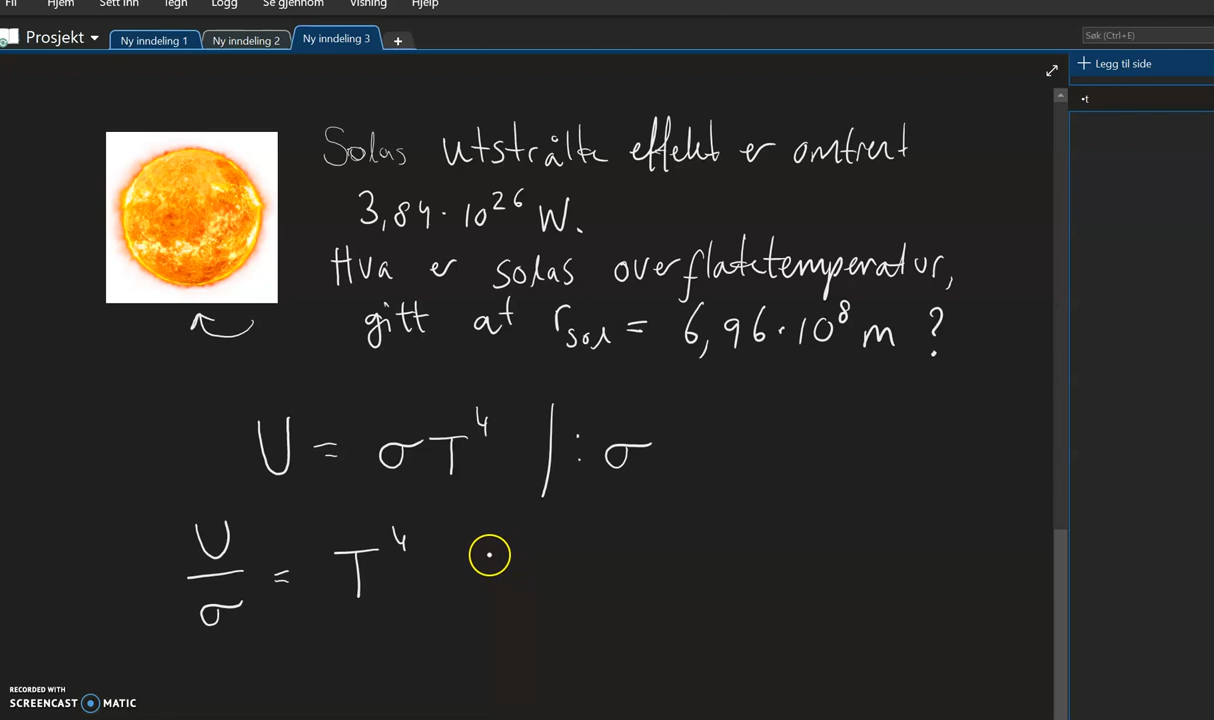 Fil Hjem Sett inn Tegn Logg Se gjennom Visning Hjelp
Prosjekt Ny inndeling 1 Ny inndeling 2 Ny inndeling 3 + Søk (Ctrl+E)
+ Legg til side
•t
Solas utstrålte effekt er omtrent
3,84·10²⁶ W.
Hva er solas overflatetemperatur,
gitt at r_sol = 6,96·10⁸ m ?
U = σT⁴ | : σ
U/σ = T⁴
RECORDED WITH
SCREENCAST MATIC